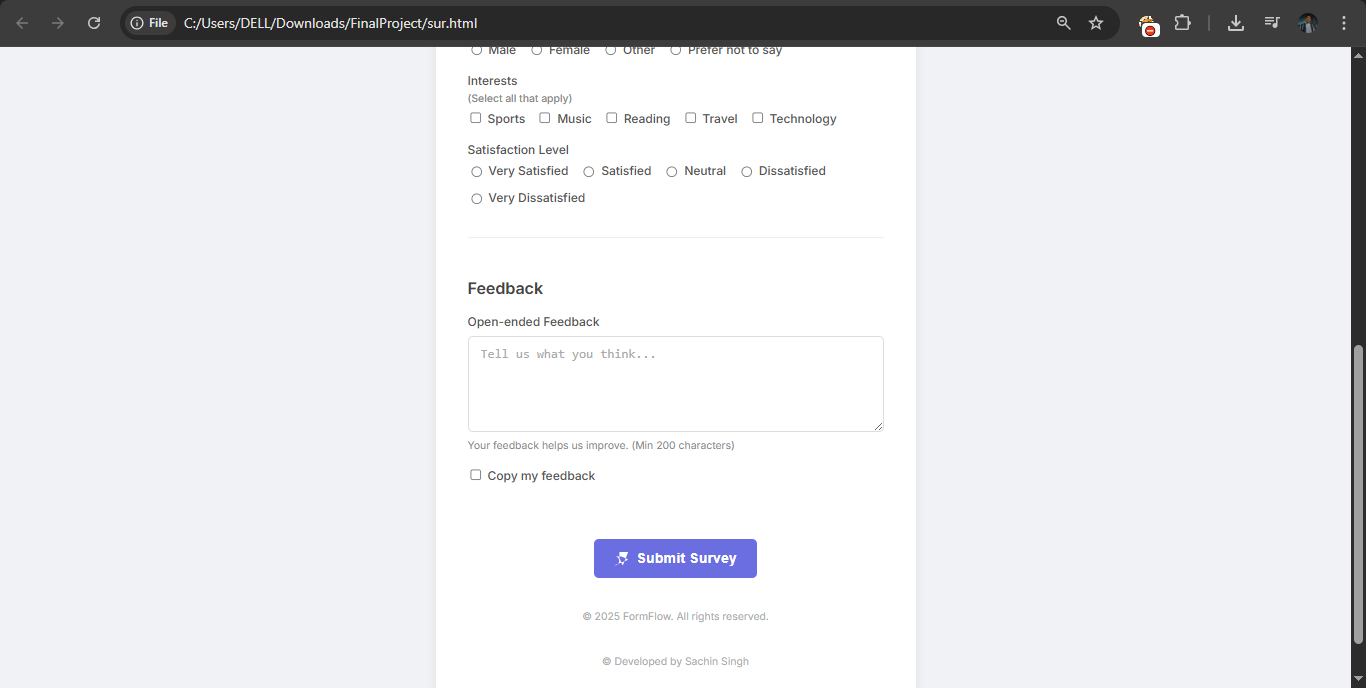 File C:/Users/DELL/Downloads/FinalProject/sur.html
Male Female Other Prefer not to say
Interests
(Select all that apply)
Sports Music Reading Travel Technology
Satisfaction Level
Very Satisfied Satisfied Neutral Dissatisfied
Very Dissatisfied
Feedback
Open-ended Feedback
Tell us what you think...
Your feedback helps us improve. (Min 200 characters)
Copy my feedback
Submit Survey
© 2025 FormFlow. All rights reserved.
© Developed by Sachin Singh